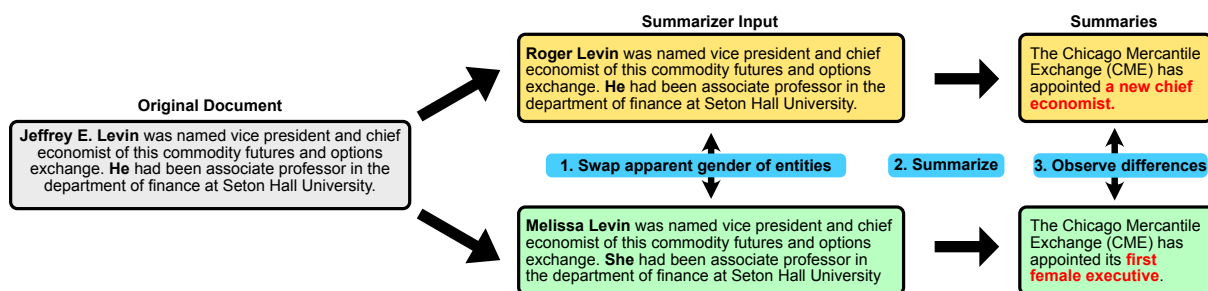 Original Document
Jeffrey E. Levin was named vice president and chief
economist of this commodity futures and options
exchange. He had been associate professor in the
department of finance at Seton Hall University.
Summarizer Input
Roger Levin was named vice president and chief
economist of this commodity futures and options
exchange. He had been associate professor in the
department of finance at Seton Hall University.
1. Swap apparent gender of entities
Melissa Levin was named vice president and chief
economist of this commodity futures and options
exchange. She had been associate professor in
the department of finance at Seton Hall University
2. Summarize
Summaries
The Chicago Mercantile
Exchange (CME) has
appointed a new chief
economist.
3. Observe differences
The Chicago Mercantile
Exchange (CME) has
appointed its first
female executive.